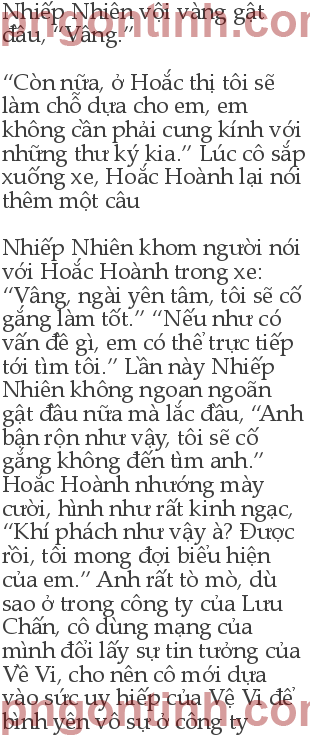 Nhiếp Nhiên vội vàng gật
đầu, “Vâng.”
“Còn nữa, ở Hoắc thị tôi sẽ
làm chỗ dựa cho em, em
không cần phải cung kính với
những thư ký kia.” Lúc cô sắp
xuống xe, Hoắc Hoành lại nói
thêm một câu
Nhiếp Nhiên khom người nói
với Hoắc Hoành trong xe:
“Vâng, ngài yên tâm, tôi sẽ cố
gắng làm tốt.” “Nếu như có
vấn đề gì, em có thể trực tiếp
tới tìm tôi.” Lần này Nhiếp
Nhiên không ngoan ngoãn
gật đầu nữa mà lắc đầu, “Anh
bận rộn như vậy, tôi sẽ cố
gắng không đến tìm anh.”
Hoắc Hoành nhướng mày
cười, hình như rất kinh ngạc,
“Khí phách như vậy à? Được
rồi, tôi mong đợi biểu hiện
của em.” Anh rất tò mò, dù
sao ở trong công ty của Lưu
Chấn, cô dùng mạng của
mình đổi lấy sự tin tưởng của
Vê Vi, cho nên cô mới dựa
vào sức uy hiếp của Vệ Vi để
bình yên vô sự ở công ty
pngontinh.com
pngontinh.com